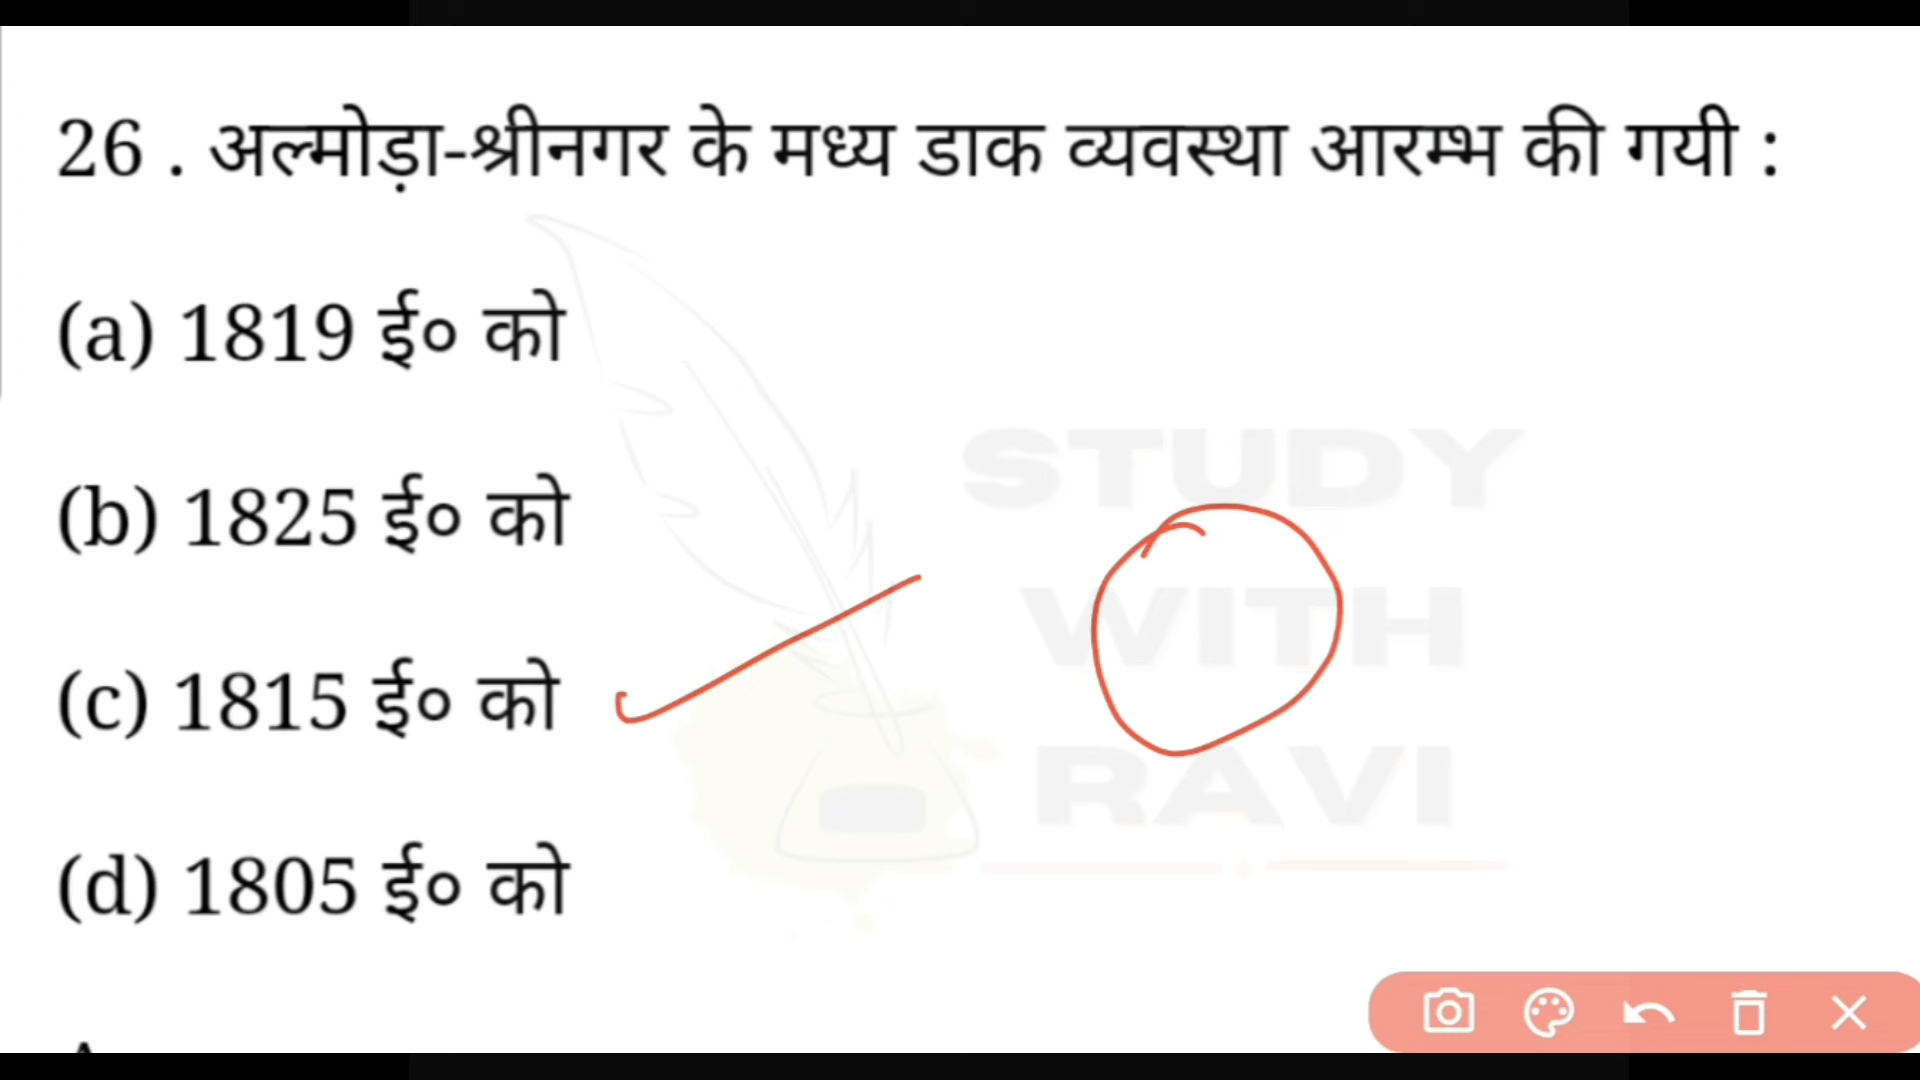 26 . अल्मोड़ा-श्रीनगर के मध्य डाक व्यवस्था आरम्भ की गयी :
(a) 1819 ई० को
(b) 1825 ई० को
(c) 1815 ई० को
(d) 1805 ई० को
STUDY
WITH
RAVI